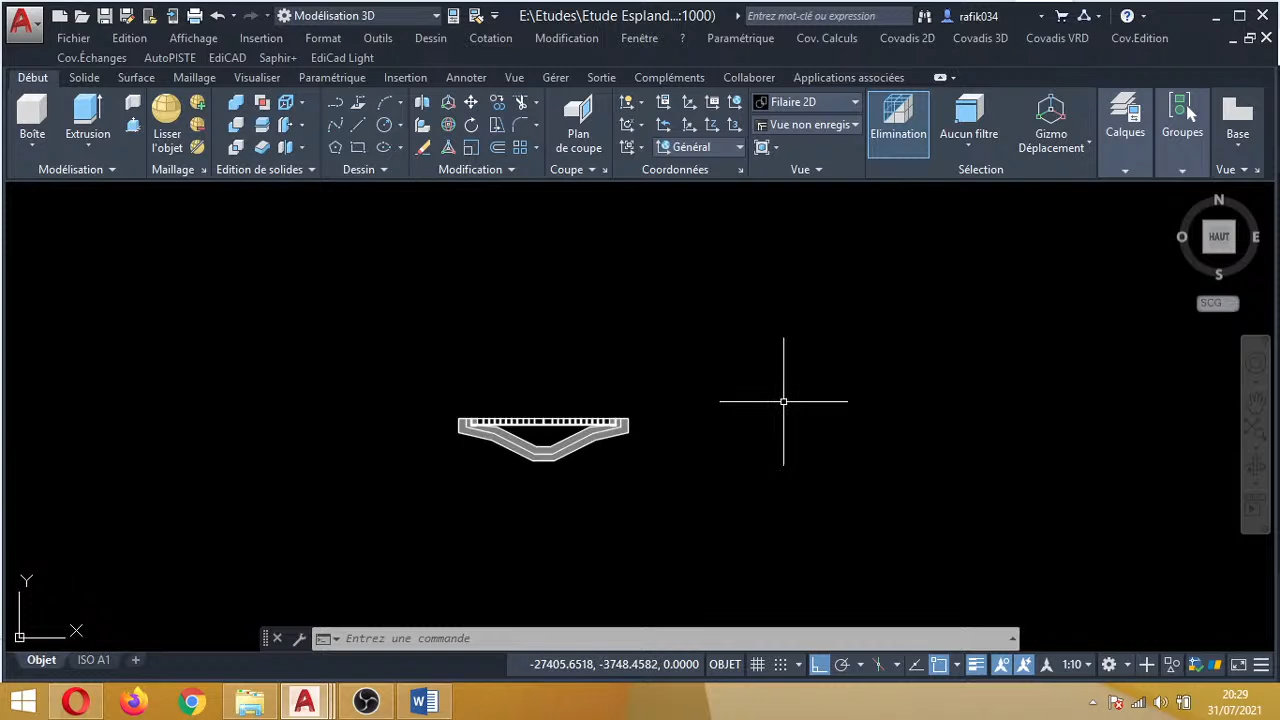 Modélisation 3D
E:\Etudes\Etude Espland...:1000)
Entrez mot-clé ou expression
rafik034
Fichier Edition Affichage Insertion Format Outils Dessin Cotation Modification Fenêtre ? Paramétrique Cov. Calculs Covadis 2D Covadis 3D Covadis VRD Cov.Edition
Cov.Échanges AutoPISTE EdiCAD Saphir+ EdiCad Light
Début Solide Surface Maillage Visualiser Paramétrique Insertion Annoter Vue Gérer Sortie Compléments Collaborer Applications associées
Filaire 2D
Vue non enregis
Boîte Extrusion Lisser
l'objet
Plan
de coupe
Général
Elimination Aucun filtre Gizmo
Déplacement
Calques Groupes Base
Modélisation Maillage Edition de solides Dessin Modification Coupe Coordonnées Vue Sélection Vue
N
O HAUT E
S
SCG
Y
X
Entrez une commande
Objet ISO A1 +
-27405.6518, -3748.4582, 0.0000 OBJET 1:10
20:29
31/07/2021